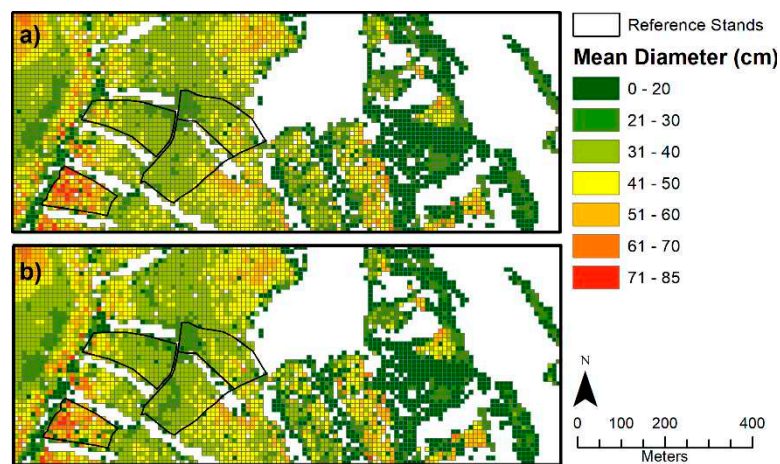 a)
b)
Reference Stands
Mean Diameter (cm)
0 - 20
21 - 30
31 - 40
41 - 50
51 - 60
61 - 70
71 - 85
N
0 100 200 400
Meters